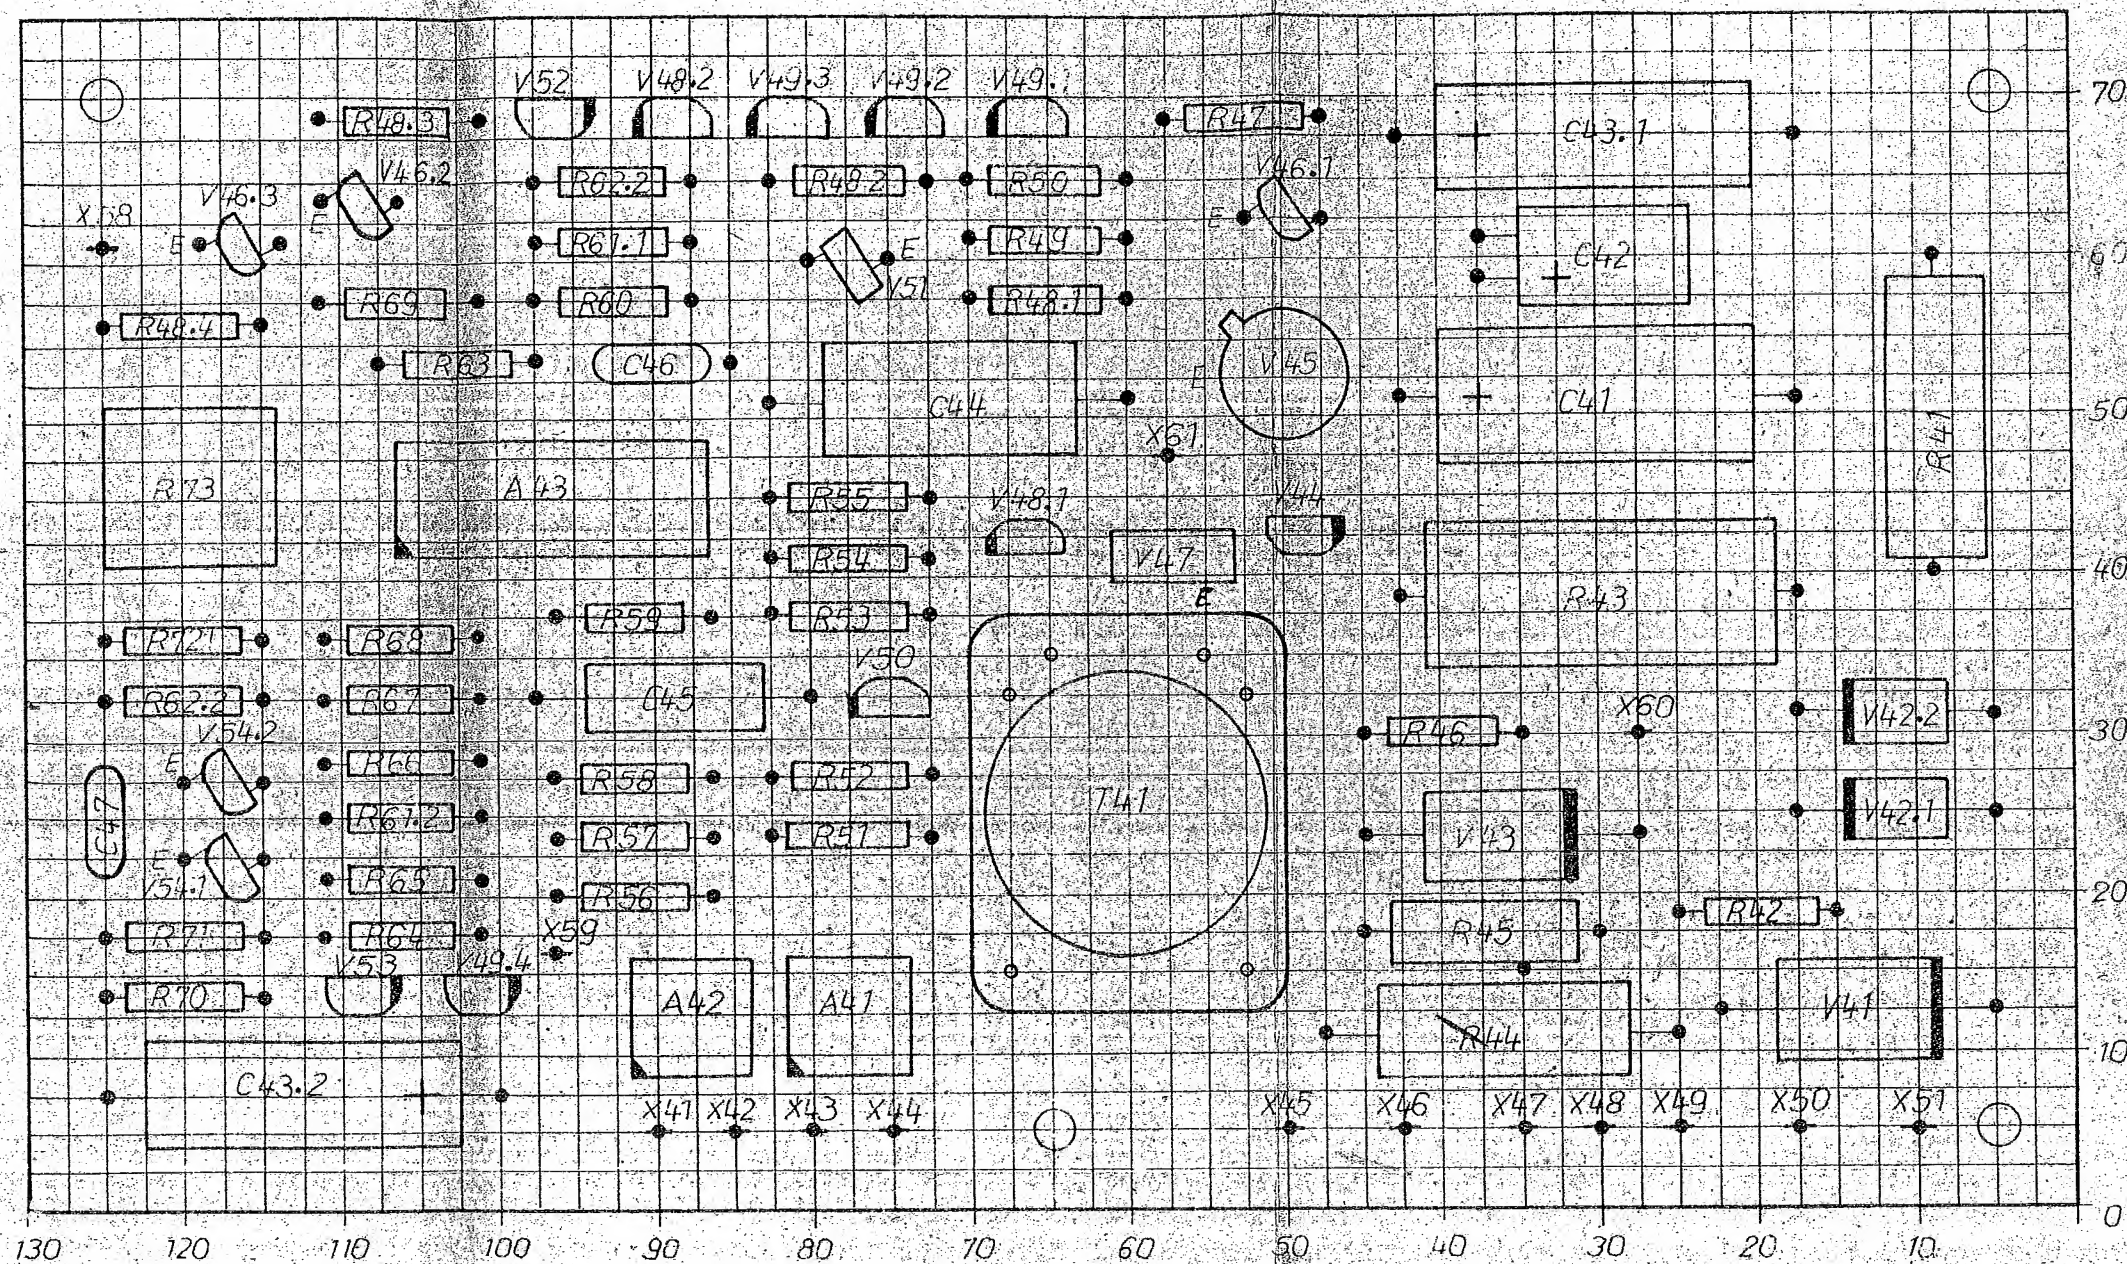 V52 V48.2 V49.3 V49.2 V49.1
70
R48.3 R47 C43.1
V46.2 V46.1
R62.2 R48.2 R50
V46.3
X58 E E
E R61.1 E R49 C42 60
V51
R69 R60 R48.1
R48.4
R63 C46 V45
E
C44 C41 50
X61 R41
R73 A43 R55 V48.1 V44
R54 V47
40
E R43
R59 R53
R72 R68
V50
R62.2 R67 C45
X60 V42.2
V54.2 R46 30
E R66
R58 R52
C47 R61.2 T41 V42.1
R57 R51 V43
E
V54.1 R65 20
R56 R42
R71 R64 X59 R45
V53 V49.4
R70 A42 A41 V41
R44 10
C43.2
X41 X42 X43 X44 X45 X46 X47 X48 X49 X50 X51
0
130 120 110 100 90 80 70 60 50 40 30 20 10